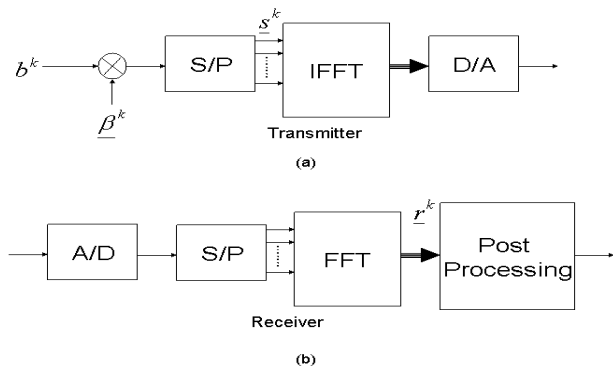 s^k
b^k
S/P
IFFT
D/A
β^k
Transmitter
(a)
r^k
A/D
S/P
FFT
Post
Processing
Receiver
(b)